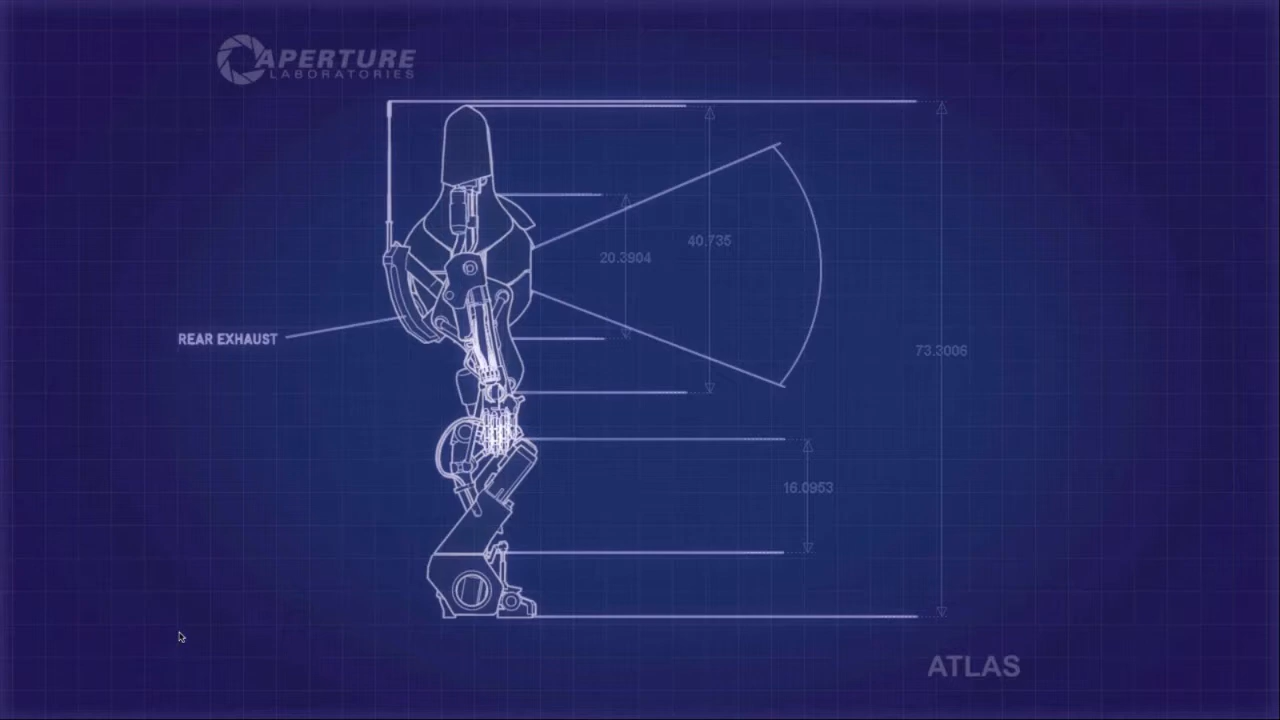 APERTURE
LABORATORIES
40.735
20.3904
REAR EXHAUST
73.3006
16.0953
ATLAS